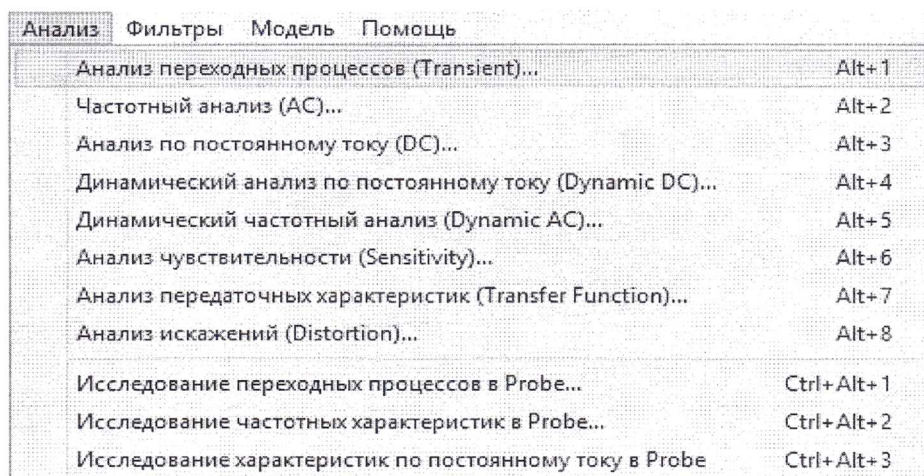 Анализ Фильтры Модель Помощь
Анализ переходных процессов (Transient)... Alt+1
Частотный анализ (AC)... Alt+2
Анализ по постоянному току (DC)... Alt+3
Динамический анализ по постоянному току (Dynamic DC)... Alt+4
Динамический частотный анализ (Dynamic AC)... Alt+5
Анализ чувствительности (Sensitivity)... Alt+6
Анализ передаточных характеристик (Transfer Function)... Alt+7
Анализ искажений (Distortion)... Alt+8
Исследование переходных процессов в Probe... Ctrl+Alt+1
Исследование частотных характеристик в Probe... Ctrl+Alt+2
Исследование характеристик по постоянному току в Probe Ctrl+Alt+3